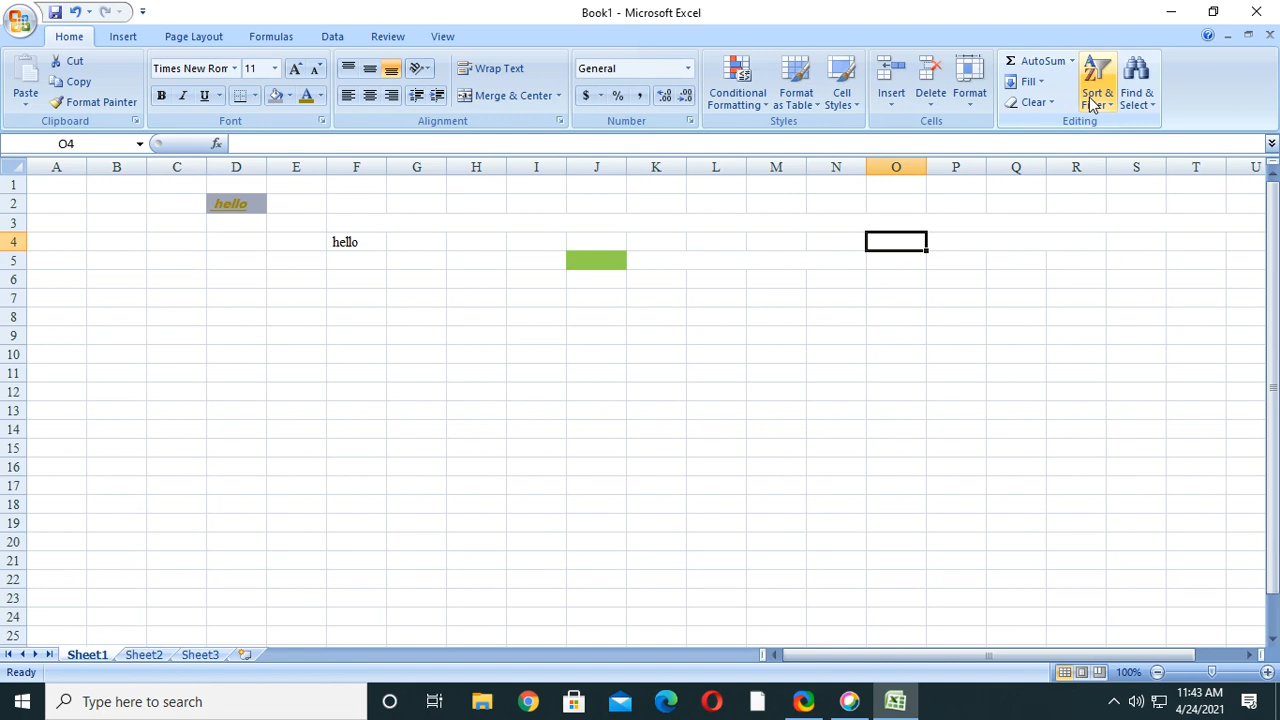 Book1 - Microsoft Excel
Home Insert Page Layout Formulas Data Review View
Cut
Copy
Format Painter
Paste
Clipboard
Times New Rom 11
B I U
Font
Wrap Text
Merge & Center
Alignment
General
$ % ,
Number
Conditional Formatting
Format as Table
Cell Styles
Styles
Insert Delete Format
Cells
Σ AutoSum
Fill
Clear
Sort & Filter
Find & Select
Editing
O4 fx
A B C D E F G H I J K L M N O P Q R S T U
1
2 hello
3
4 hello
5
6
7
8
9
10
11
12
13
14
15
16
17
18
19
20
21
22
23
24
25
Sheet1 Sheet2 Sheet3
Ready 100%
Type here to search
11:43 AM
4/24/2021